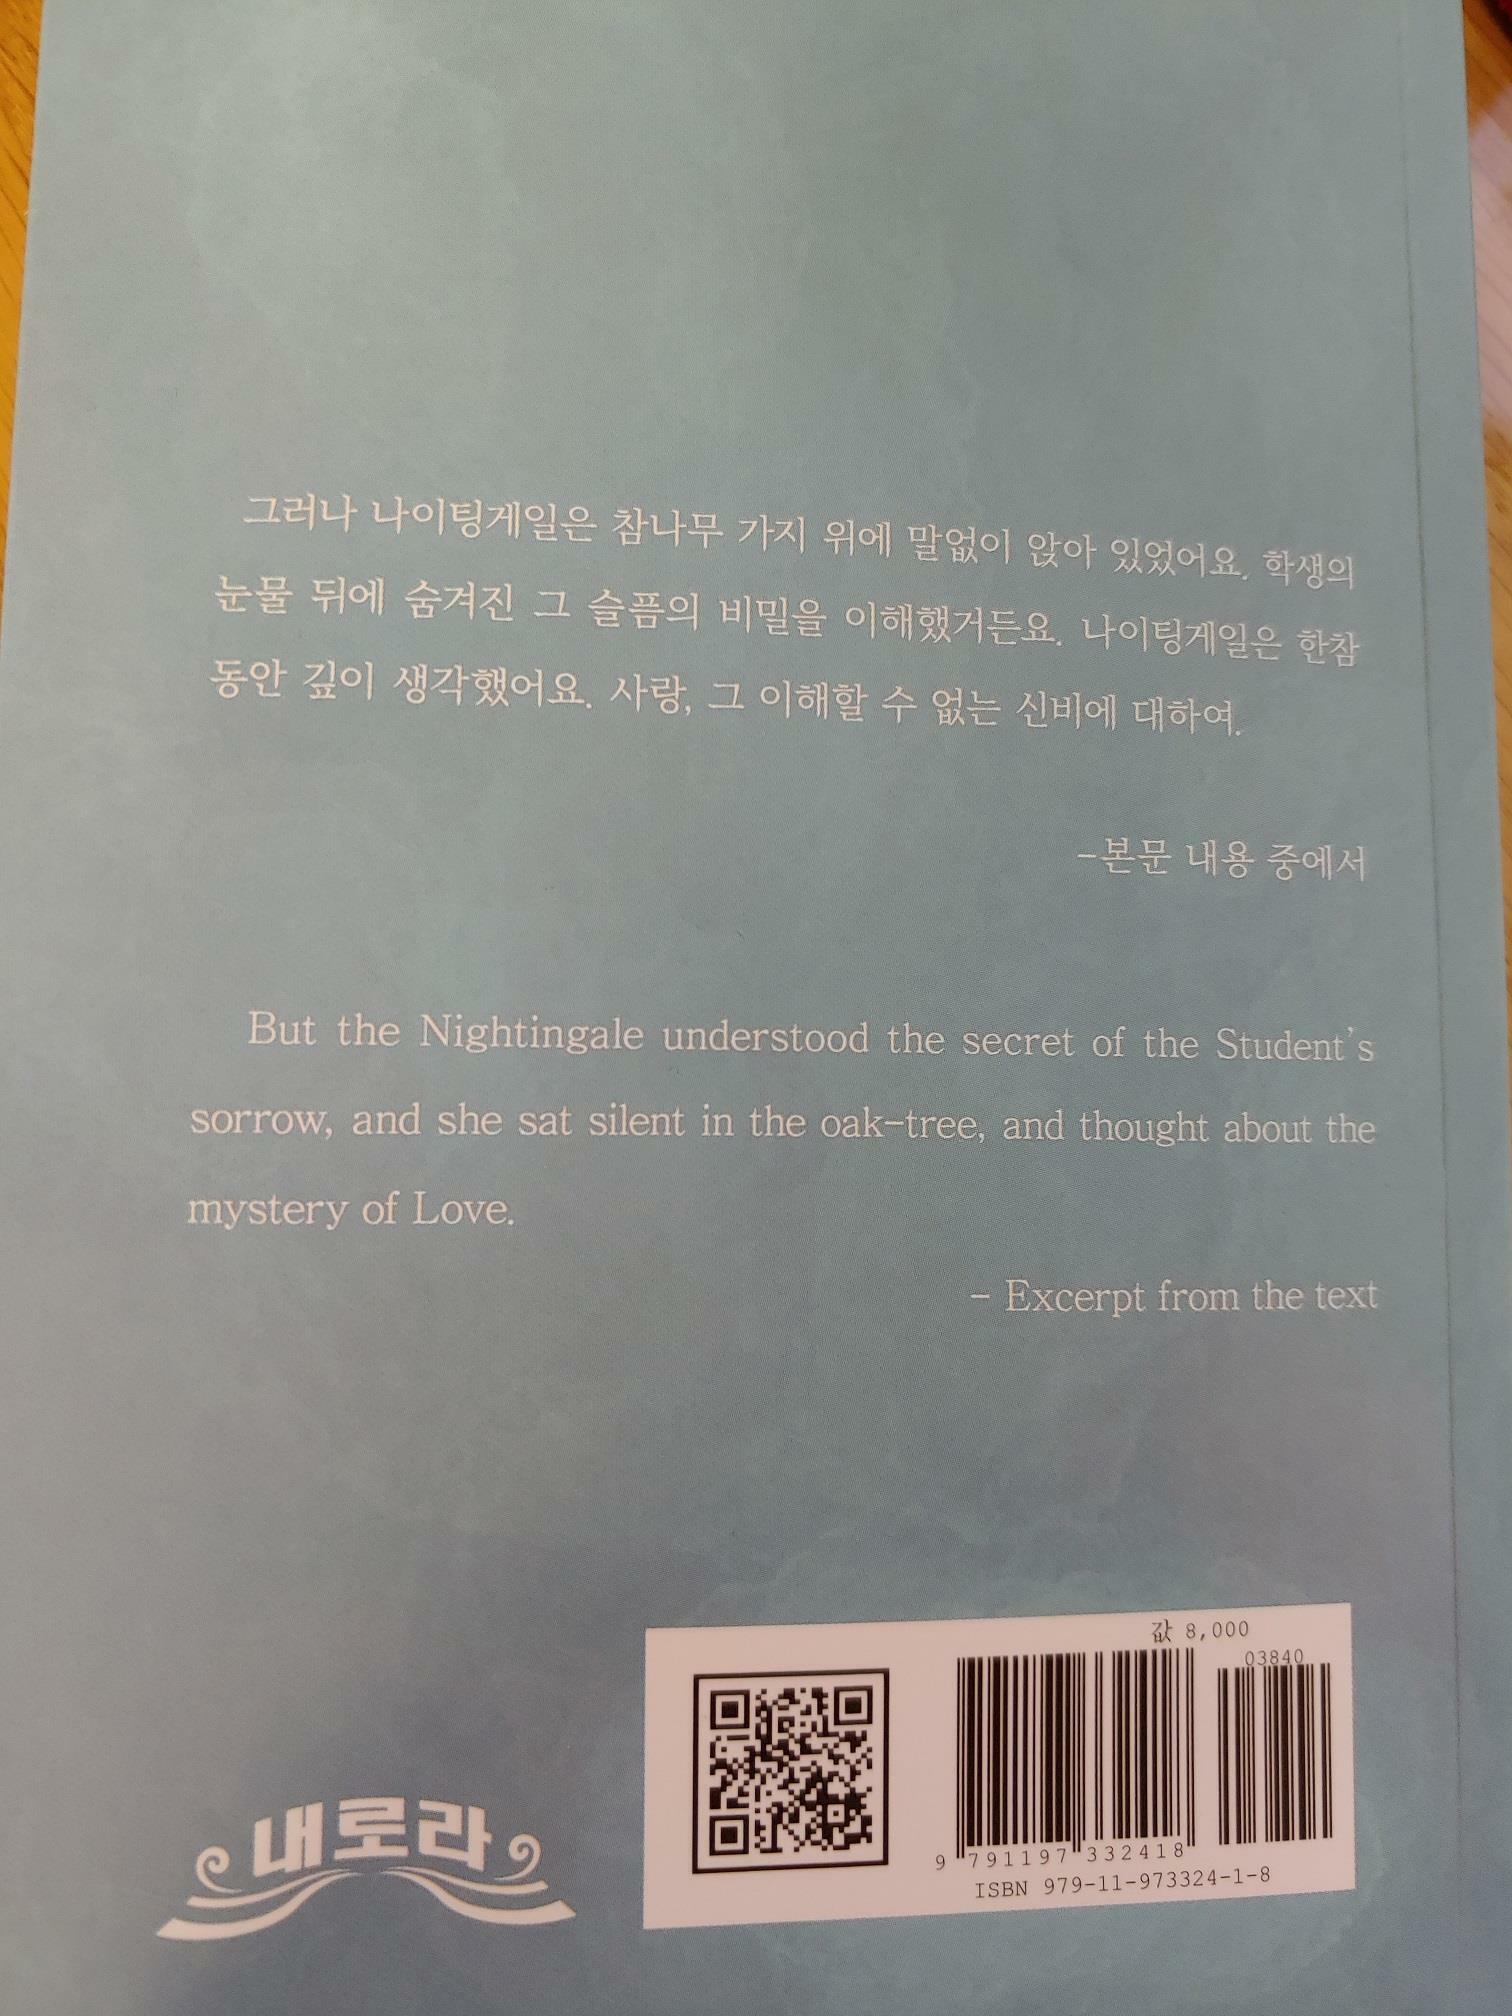 그러나 나이팅게일은 참나무 가지 위에 말없이 앉아 있었어요. 학생의
눈물 뒤에 숨겨진 그 슬픔의 비밀을 이해했거든요. 나이팅게일은 한참
동안 깊이 생각했어요. 사랑, 그 이해할 수 없는 신비에 대하여.
-본문 내용 중에서
But the Nightingale understood the secret of the Student's
sorrow, and she sat silent in the oak-tree, and thought about the
mystery of Love.
- Excerpt from the text
값 8,000
03840
9 791197 332418
ISBN 979-11-973324-1-8
내로라